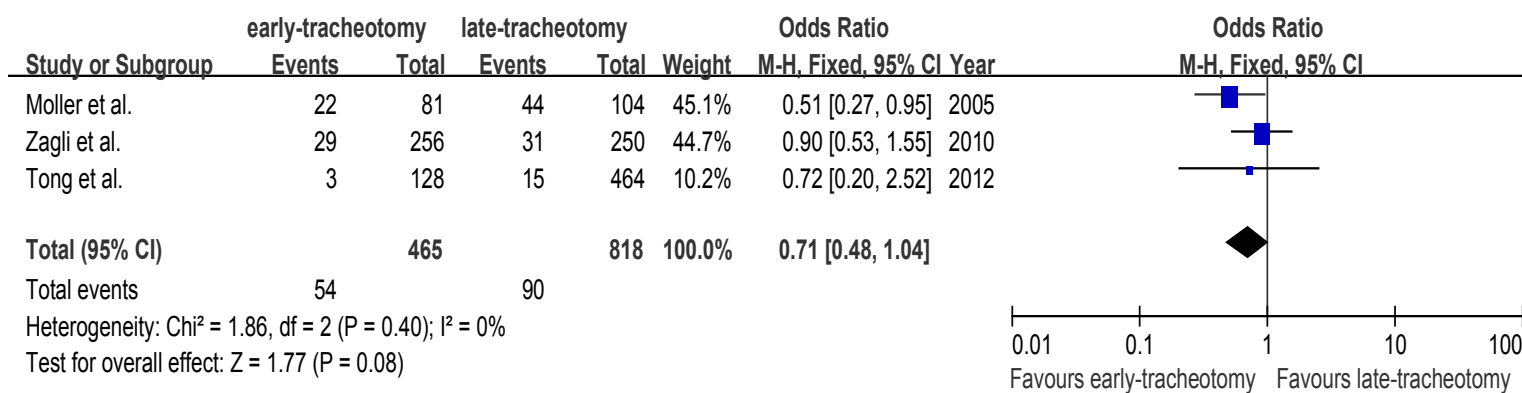 early-tracheotomy late-tracheotomy Odds Ratio Odds Ratio
Study or Subgroup Events Total Events Total Weight M-H, Fixed, 95% CI Year M-H, Fixed, 95% CI
Moller et al. 22 81 44 104 45.1% 0.51 [0.27, 0.95] 2005
Zagli et al. 29 256 31 250 44.7% 0.90 [0.53, 1.55] 2010
Tong et al. 3 128 15 464 10.2% 0.72 [0.20, 2.52] 2012
Total (95% CI) 465 818 100.0% 0.71 [0.48, 1.04]
Total events 54 90
Heterogeneity: Chi² = 1.86, df = 2 (P = 0.40); I² = 0%
Test for overall effect: Z = 1.77 (P = 0.08)
0.01 0.1 1 10 100
Favours early-tracheotomy Favours late-tracheotomy